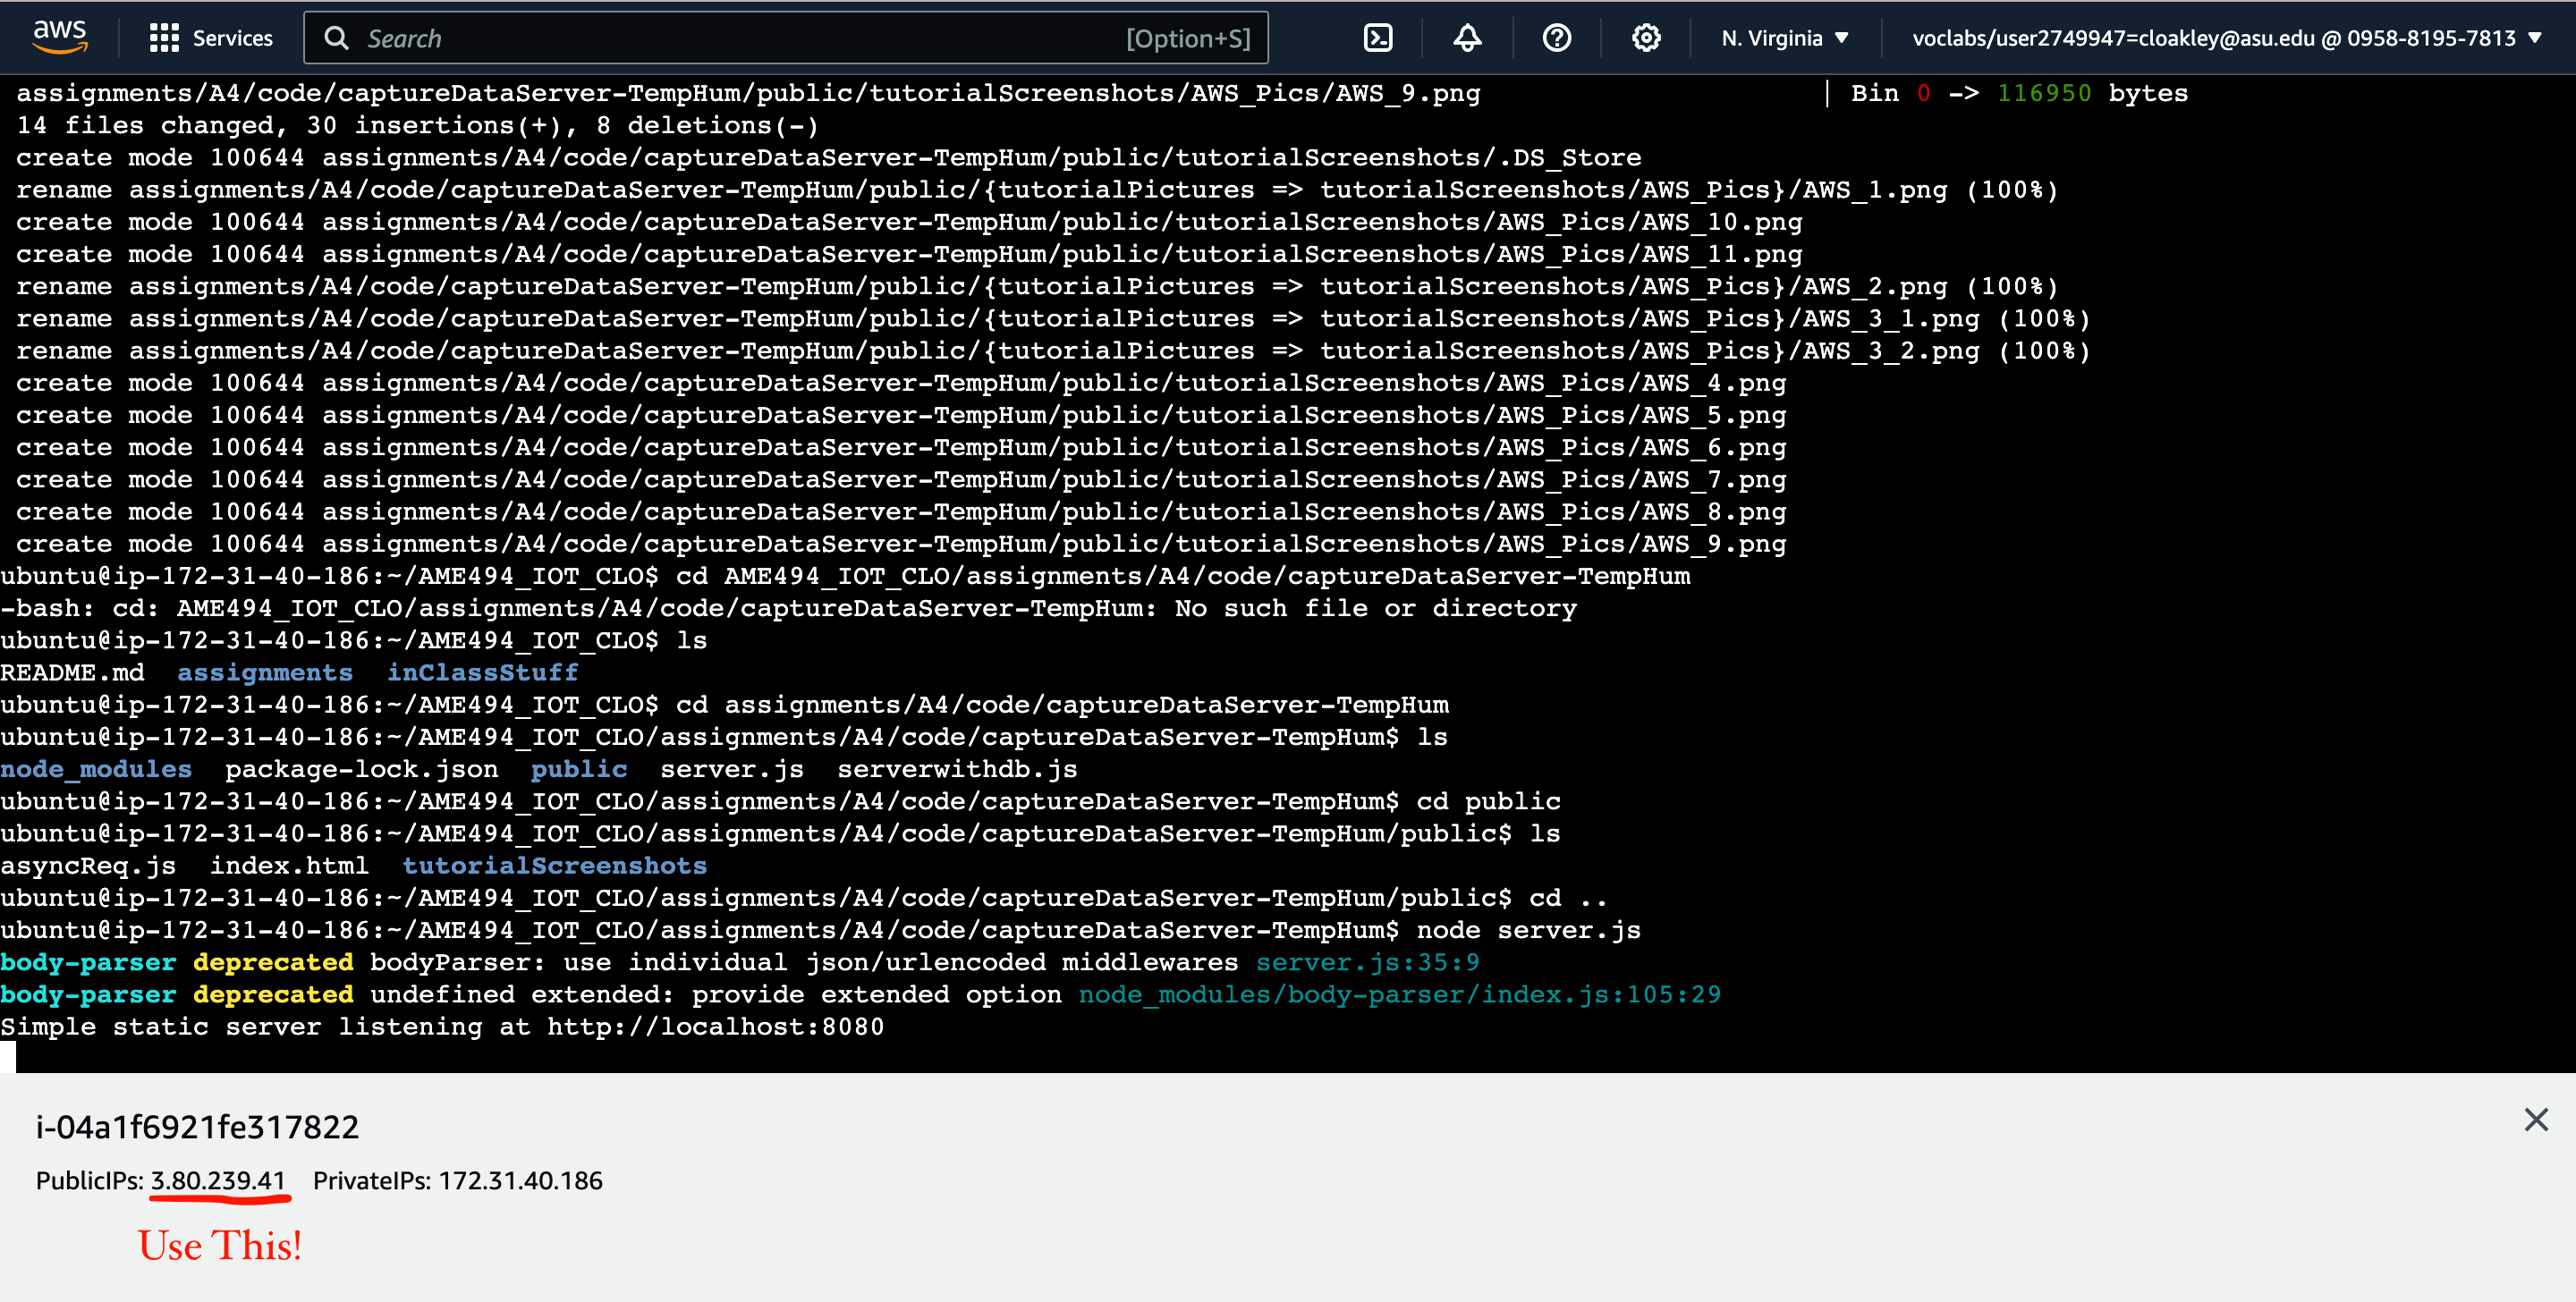 aws Services Search [Option+S] N. Virginia voclabs/user2749947=cloakley@asu.edu @ 0958-8195-7813
assignments/A4/code/captureDataServer-TempHum/public/tutorialScreenshots/AWS_Pics/AWS_9.png | Bin 0 -> 116950 bytes
14 files changed, 30 insertions(+), 8 deletions(-)
create mode 100644 assignments/A4/code/captureDataServer-TempHum/public/tutorialScreenshots/.DS_Store
rename assignments/A4/code/captureDataServer-TempHum/public/{tutorialPictures => tutorialScreenshots/AWS_Pics}/AWS_1.png (100%)
create mode 100644 assignments/A4/code/captureDataServer-TempHum/public/tutorialScreenshots/AWS_Pics/AWS_10.png
create mode 100644 assignments/A4/code/captureDataServer-TempHum/public/tutorialScreenshots/AWS_Pics/AWS_11.png
rename assignments/A4/code/captureDataServer-TempHum/public/{tutorialPictures => tutorialScreenshots/AWS_Pics}/AWS_2.png (100%)
rename assignments/A4/code/captureDataServer-TempHum/public/{tutorialPictures => tutorialScreenshots/AWS_Pics}/AWS_3_1.png (100%)
rename assignments/A4/code/captureDataServer-TempHum/public/{tutorialPictures => tutorialScreenshots/AWS_Pics}/AWS_3_2.png (100%)
create mode 100644 assignments/A4/code/captureDataServer-TempHum/public/tutorialScreenshots/AWS_Pics/AWS_4.png
create mode 100644 assignments/A4/code/captureDataServer-TempHum/public/tutorialScreenshots/AWS_Pics/AWS_5.png
create mode 100644 assignments/A4/code/captureDataServer-TempHum/public/tutorialScreenshots/AWS_Pics/AWS_6.png
create mode 100644 assignments/A4/code/captureDataServer-TempHum/public/tutorialScreenshots/AWS_Pics/AWS_7.png
create mode 100644 assignments/A4/code/captureDataServer-TempHum/public/tutorialScreenshots/AWS_Pics/AWS_8.png
create mode 100644 assignments/A4/code/captureDataServer-TempHum/public/tutorialScreenshots/AWS_Pics/AWS_9.png
ubuntu@ip-172-31-40-186:~/AME494_IOT_CLO$ cd AME494_IOT_CLO/assignments/A4/code/captureDataServer-TempHum
-bash: cd: AME494_IOT_CLO/assignments/A4/code/captureDataServer-TempHum: No such file or directory
ubuntu@ip-172-31-40-186:~/AME494_IOT_CLO$ ls
README.md assignments inClassStuff
ubuntu@ip-172-31-40-186:~/AME494_IOT_CLO$ cd assignments/A4/code/captureDataServer-TempHum
ubuntu@ip-172-31-40-186:~/AME494_IOT_CLO/assignments/A4/code/captureDataServer-TempHum$ ls
node_modules package-lock.json public server.js serverwithdb.js
ubuntu@ip-172-31-40-186:~/AME494_IOT_CLO/assignments/A4/code/captureDataServer-TempHum$ cd public
ubuntu@ip-172-31-40-186:~/AME494_IOT_CLO/assignments/A4/code/captureDataServer-TempHum/public$ ls
asyncReq.js index.html tutorialScreenshots
ubuntu@ip-172-31-40-186:~/AME494_IOT_CLO/assignments/A4/code/captureDataServer-TempHum/public$ cd ..
ubuntu@ip-172-31-40-186:~/AME494_IOT_CLO/assignments/A4/code/captureDataServer-TempHum$ node server.js
body-parser deprecated bodyParser: use individual json/urlencoded middlewares server.js:35:9
body-parser deprecated undefined extended: provide extended option node_modules/body-parser/index.js:105:29
Simple static server listening at http://localhost:8080
i-04a1f6921fe317822
PublicIPs: 3.80.239.41 PrivateIPs: 172.31.40.186
Use This!